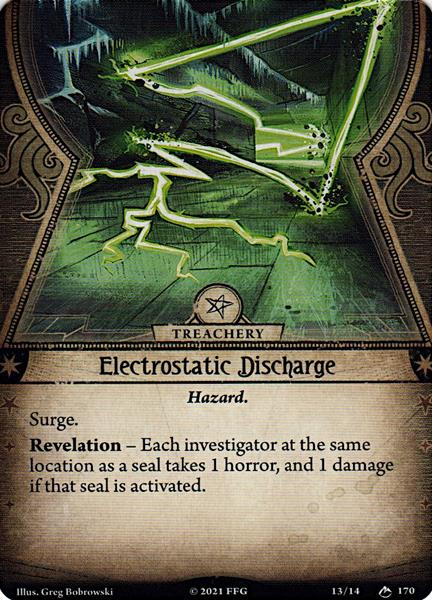 TREACHERY
Electrostatic Discharge
Hazard.
Surge.
Revelation – Each investigator at the same
location as a seal takes 1 horror, and 1 damage
if that seal is activated.
Illus. Greg Bobrowski © 2021 FFG 13/14 170